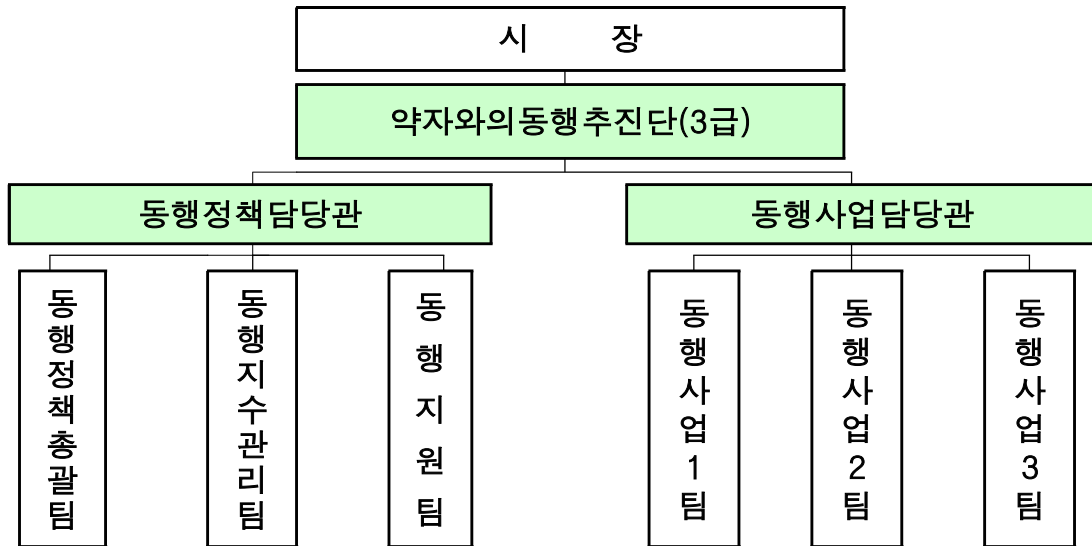 시 장
약자와의동행추진단(3급)
동행정책담당관
동행사업담당관
동행정책총괄팀
동행지수관리팀
동행지원팀
동행사업1팀
동행사업2팀
동행사업3팀